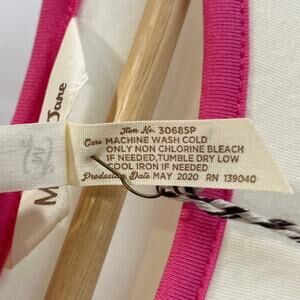 Jane
M
Item No. 30685P
Care MACHINE WASH COLD
ONLY NON CHLORINE BLEACH
IF NEEDED, TUMBLE DRY LOW
COOL IRON IF NEEDED
Production Date MAY 2020 RN 139040